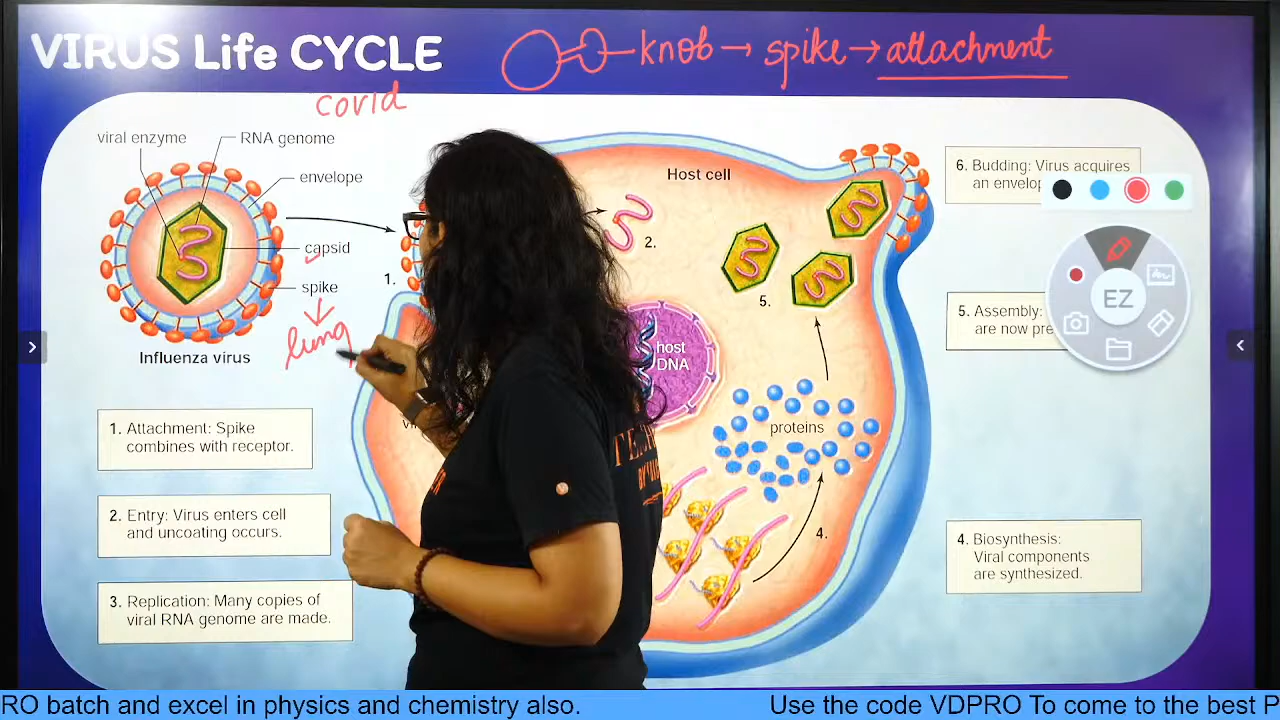 VIRUS Life CYCLE
knob → spike → attachment
covid
viral enzyme
RNA genome
envelope
capsid
spike
lung
Influenza virus
Host cell
1.
2.
host
DNA
5.
proteins
4.
1. Attachment: Spike
combines with receptor.
2. Entry: Virus enters cell
and uncoating occurs.
3. Replication: Many copies of
viral RNA genome are made.
6. Budding: Virus acquires
an envelop
5. Assembly:
are now pre
4. Biosynthesis:
Viral components
are synthesized.
EZ
RO batch and excel in physics and chemistry also.
Use the code VDPRO To come to the best P